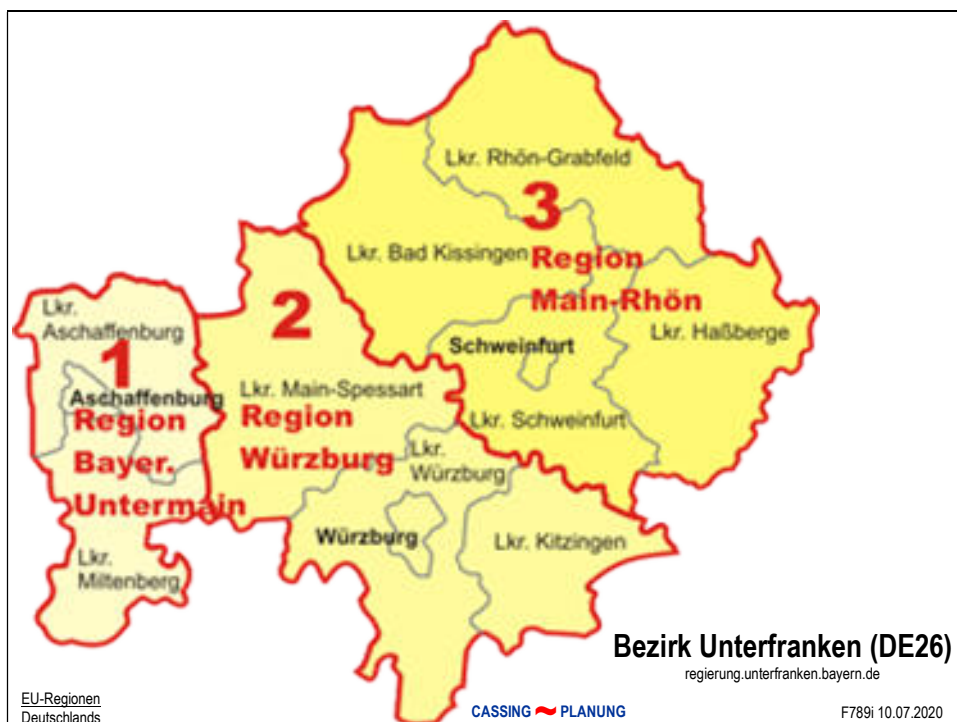 Lkr. Rhön-Grabfeld
3
Lkr. Bad Kissingen
Region
Main-Rhön
Lkr. Haßberge
Schweinfurt
Lkr. Schweinfurt
2
Lkr. Main-Spessart
Region
Würzburg
Lkr.
Würzburg
Würzburg
Lkr. Kitzingen
Lkr.
Aschaffenburg
1
Aschaffenburg
Region
Bayer.
Untermain
Lkr.
Miltenberg
Bezirk Unterfranken (DE26)
regierung.unterfranken.bayern.de
EU-Regionen
Deutschlands
CASSING PLANUNG
F789i 10.07.2020